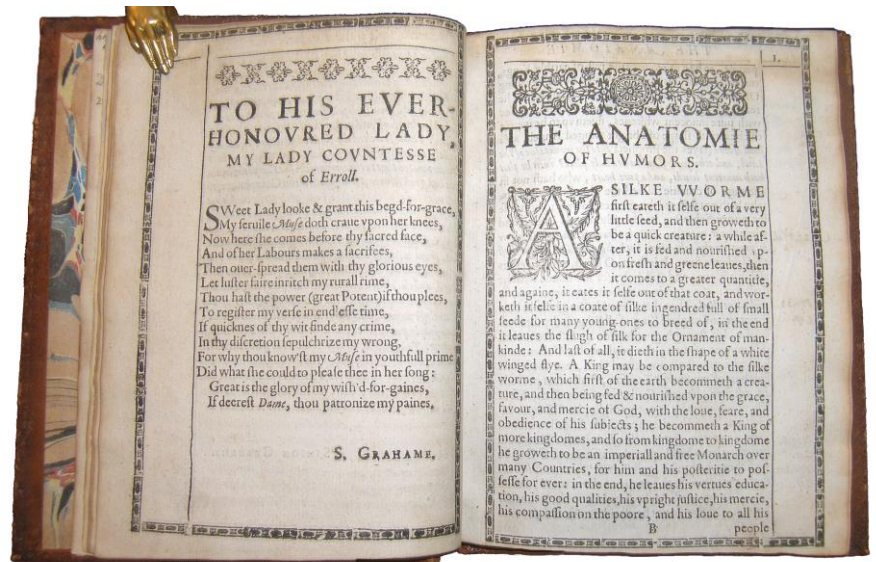 TO HIS EVER-
HONOVRED LADY,
MY LADY COVNTESSE
of Erroll.
SWeet Lady looke & grant this begd-for-grace,
My seruile Muse doth craue vpon her knees,
Now here she comes before thy sacred face,
And of her Labours makes a sacrifees,
Then ouer-spread them with thy glorious eyes,
Let luster faire inritch my rurall rime,
Thou hast the power (great Potent) if thou plees,
To register my verse in end'esse time,
If quicknes of thy wit finde any crime,
In thy discretion sepulchrize my wrong,
For why thou know'st my Muse in youthfull prime
Did what she could to please thee in her song:
Great is the glory of my wish'd-for-gaines,
If decrest Dame, thou patronize my paines.
S. GRAHAME.
1.
THE ANATOMIE
OF HVMORS.
A SILKE VVORME
first eateth it selfe out of a very
little seed, and then groweth to
be a quick creature: a while af-
ter, it is fed and nourished  p-
on fresh and greene leaues, then
it comes to a greater quantitie,
and againe, it eates it selfe out of that coat, and wor-
keth it selfe in a coate of silke ingendred full of small
seede for many young-ones to breed of, in the end
it leaues the slugh of silk for the Ornament of man-
kinde: And last of all, it dieth in the shape of a white
winged flye. A King may be compared to the silke
worme, which first of the earth becommeth a crea-
ture, and then being fed & nourished vpon the grace,
favour, and mercie of God, with the loue, feare, and
obedience of his subiects; he becommeth a King of
more kingdomes, and so from kingdome to kingdome
he groweth to be an imperiall and free Monarch over
many Countries, for him and his posteritie to pos-
sesse for ever: in the end, he leaues his vertues educa-
tion, his good qualities, his vpright justice, his mercie,
his compassion on the poore, and his loue to all his
B people